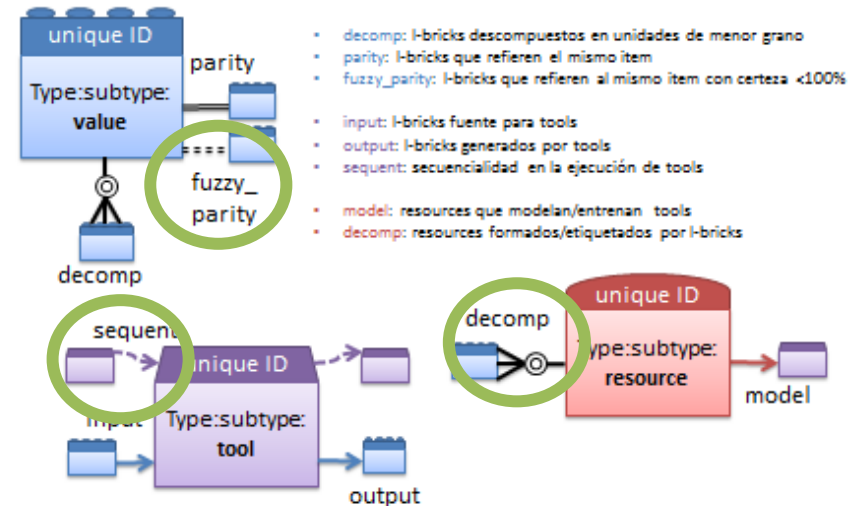 unique ID
Type:subtype:
value
parity
fuzzy_
parity
decomp
decomp: l-bricks descompuestos en unidades de menor grano
parity: l-bricks que refieren el mismo item
fuzzy_parity: l-bricks que refieren al mismo item con certeza <100%
input: l-bricks fuente para tools
output: l-bricks generados por tools
sequent: secuencialidad en la ejecución de tools
model: resources que modelan/entrenan tools
decomp: resources formados/etiquetados por l-bricks
sequent
unique ID
Type:subtype:
tool
input
output
decomp
unique ID
Type:subtype:
resource
model